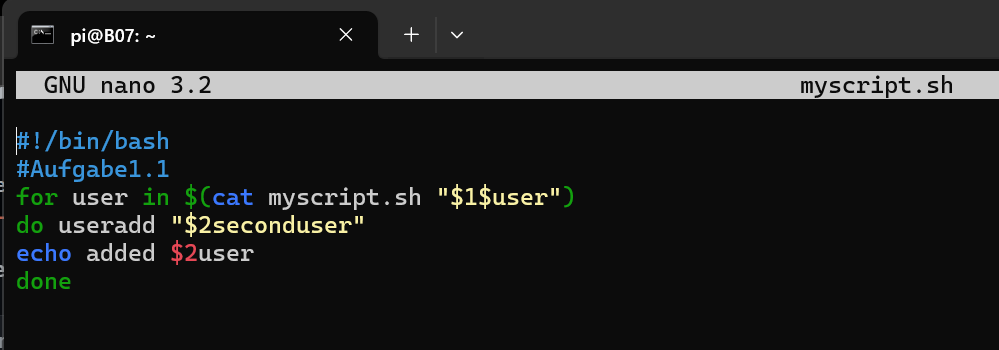 pi@B07: ~
GNU nano 3.2 myscript.sh
#!/bin/bash
#Aufgabe1.1
for user in $(cat myscript.sh "$1$user")
do useradd "$2seconduser"
echo added $2user
done